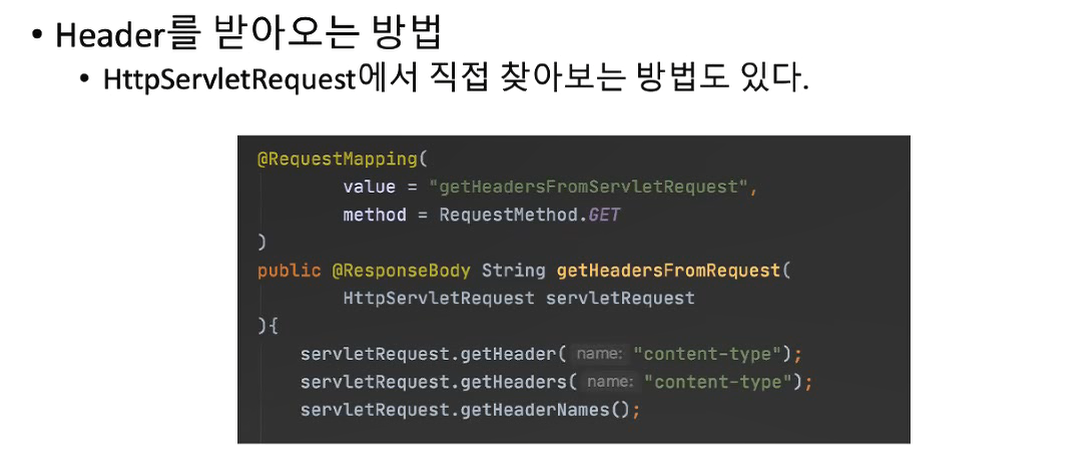 • Header를 받아오는 방법
• HttpServletRequest에서 직접 찾아보는 방법도 있다.
@RequestMapping(
value = "getHeadersFromServletRequest",
method = RequestMethod.GET
)
public @ResponseBody String getHeadersFromRequest(
HttpServletRequest servletRequest
){
servletRequest.getHeader( name: "content-type");
servletRequest.getHeaders( name: "content-type");
servletRequest.getHeaderNames();